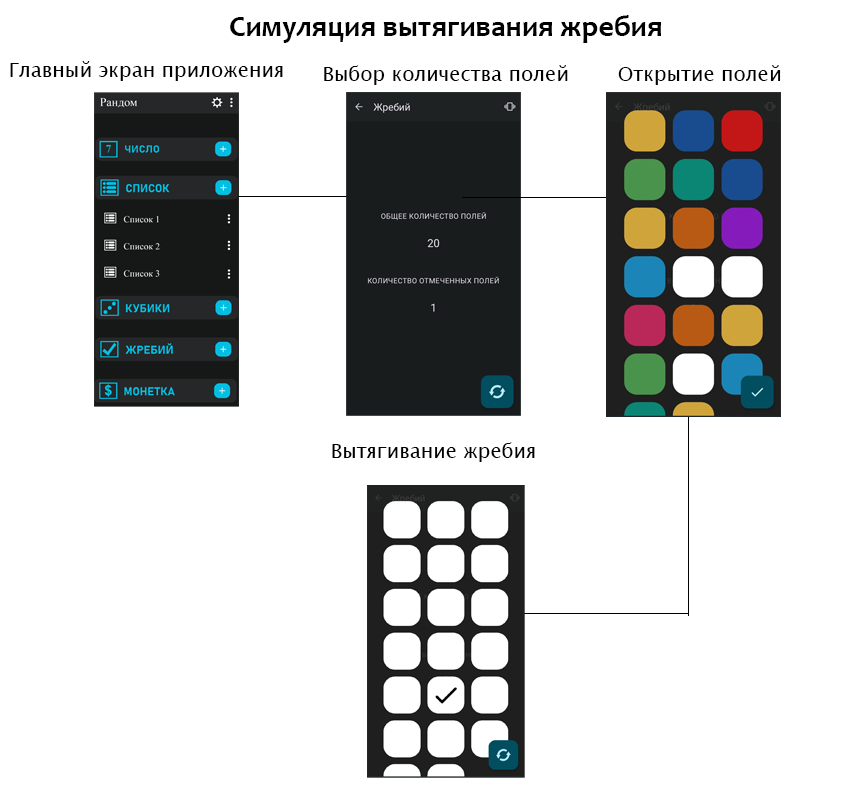 Симуляция вытягивания жребия
Главный экран приложения
Выбор количества полей
Открытие полей
Рандом
7 ЧИСЛО
СПИСОК
Список 1
Список 2
Список 3
КУБИКИ
ЖРЕБИЙ
$ МОНЕТКА
Жребий
ОБЩЕЕ КОЛИЧЕСТВО ПОЛЕЙ
20
КОЛИЧЕСТВО ОТМЕЧЕННЫХ ПОЛЕЙ
1
Жребий
Вытягивание жребия
Жребий